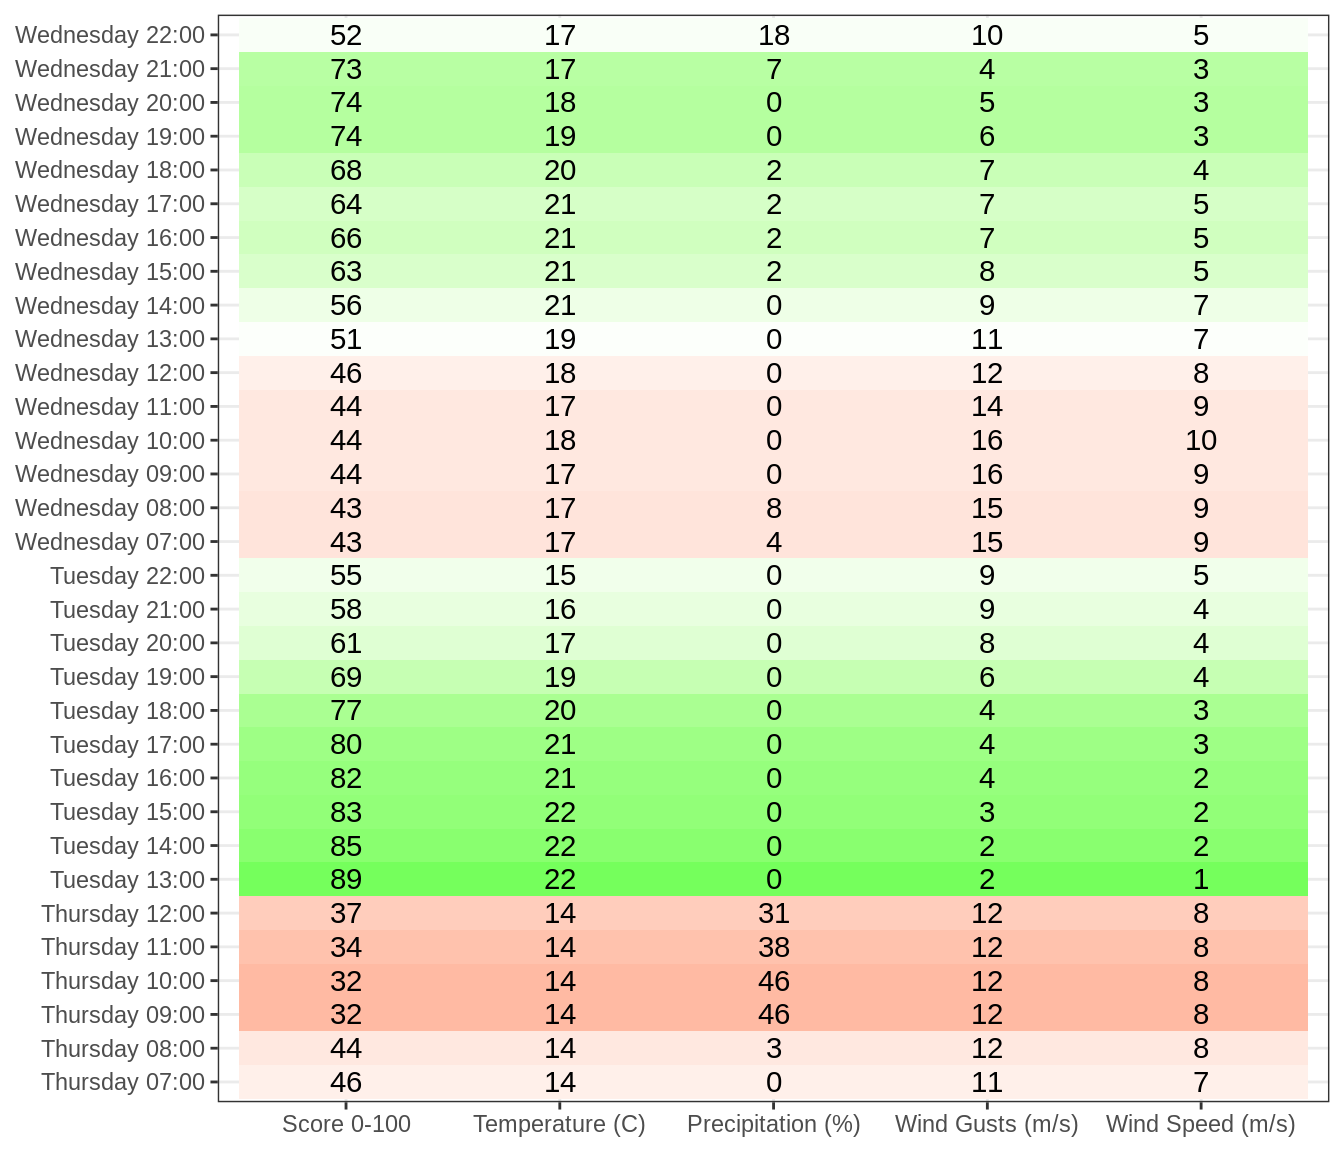 Wednesday 22:00 52 17 18 10 5
Wednesday 21:00 73 17 7 4 3
Wednesday 20:00 74 18 0 5 3
Wednesday 19:00 74 19 0 6 3
Wednesday 18:00 68 20 2 7 4
Wednesday 17:00 64 21 2 7 5
Wednesday 16:00 66 21 2 7 5
Wednesday 15:00 63 21 2 8 5
Wednesday 14:00 56 21 0 9 7
Wednesday 13:00 51 19 0 11 7
Wednesday 12:00 46 18 0 12 8
Wednesday 11:00 44 17 0 14 9
Wednesday 10:00 44 18 0 16 10
Wednesday 09:00 44 17 0 16 9
Wednesday 08:00 43 17 8 15 9
Wednesday 07:00 43 17 4 15 9
Tuesday 22:00 55 15 0 9 5
Tuesday 21:00 58 16 0 9 4
Tuesday 20:00 61 17 0 8 4
Tuesday 19:00 69 19 0 6 4
Tuesday 18:00 77 20 0 4 3
Tuesday 17:00 80 21 0 4 3
Tuesday 16:00 82 21 0 4 2
Tuesday 15:00 83 22 0 3 2
Tuesday 14:00 85 22 0 2 2
Tuesday 13:00 89 22 0 2 1
Thursday 12:00 37 14 31 12 8
Thursday 11:00 34 14 38 12 8
Thursday 10:00 32 14 46 12 8
Thursday 09:00 32 14 46 12 8
Thursday 08:00 44 14 3 12 8
Thursday 07:00 46 14 0 11 7
Score 0-100 Temperature (C) Precipitation (%) Wind Gusts (m/s) Wind Speed (m/s)